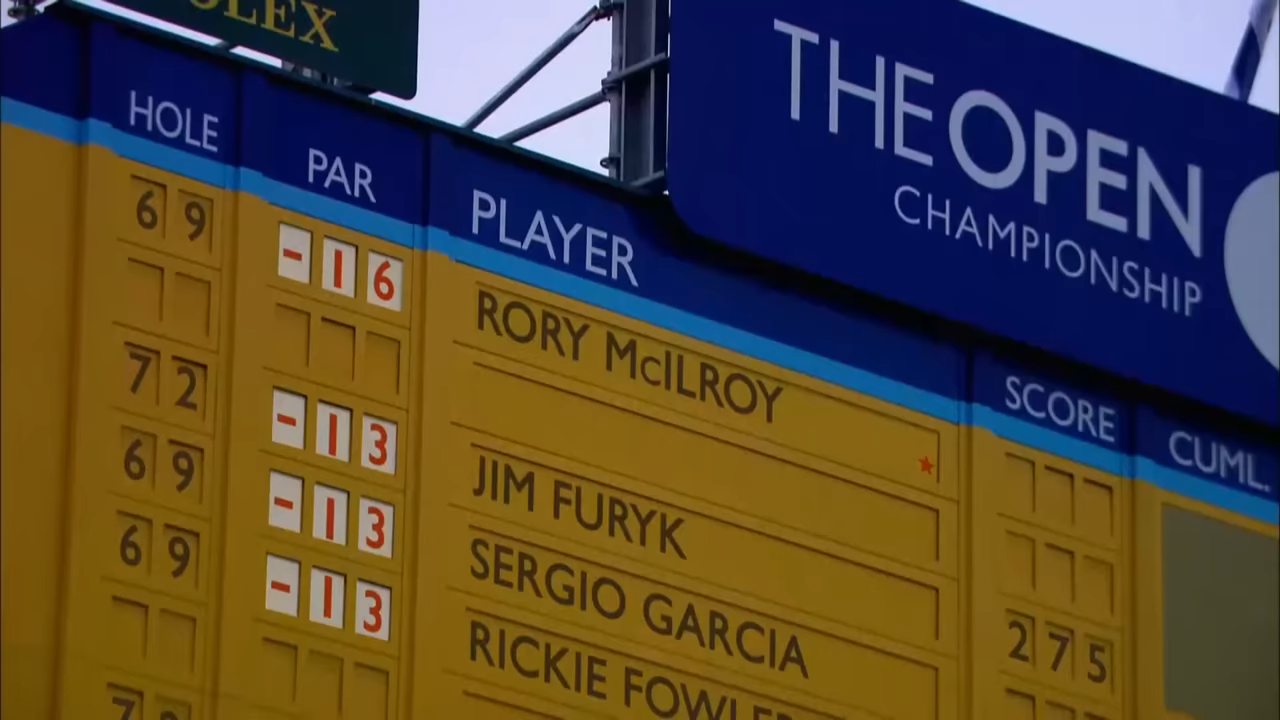 OLEX
THE OPEN
CHAMPIONSHIP
HOLE PAR PLAYER SCORE CUML.
69 -16 RORY McILROY
72 -13 JIM FURYK 275
69 -13 SERGIO GARCIA
69 -13 RICKIE FOWLER
7